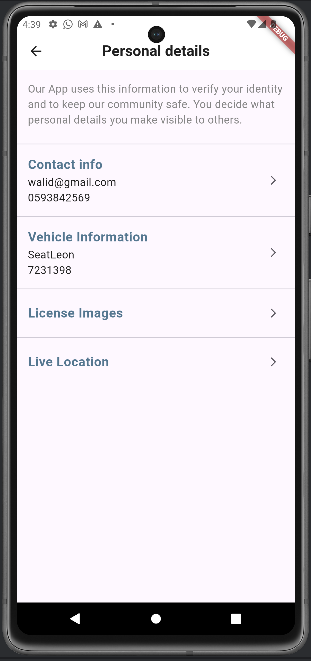 4:39
DEBUG
Personal details
Our App uses this information to verify your identity
and to keep our community safe. You decide what
personal details you make visible to others.
Contact info
walid@gmail.com
0593842569
Vehicle Information
SeatLeon
7231398
License Images
Live Location